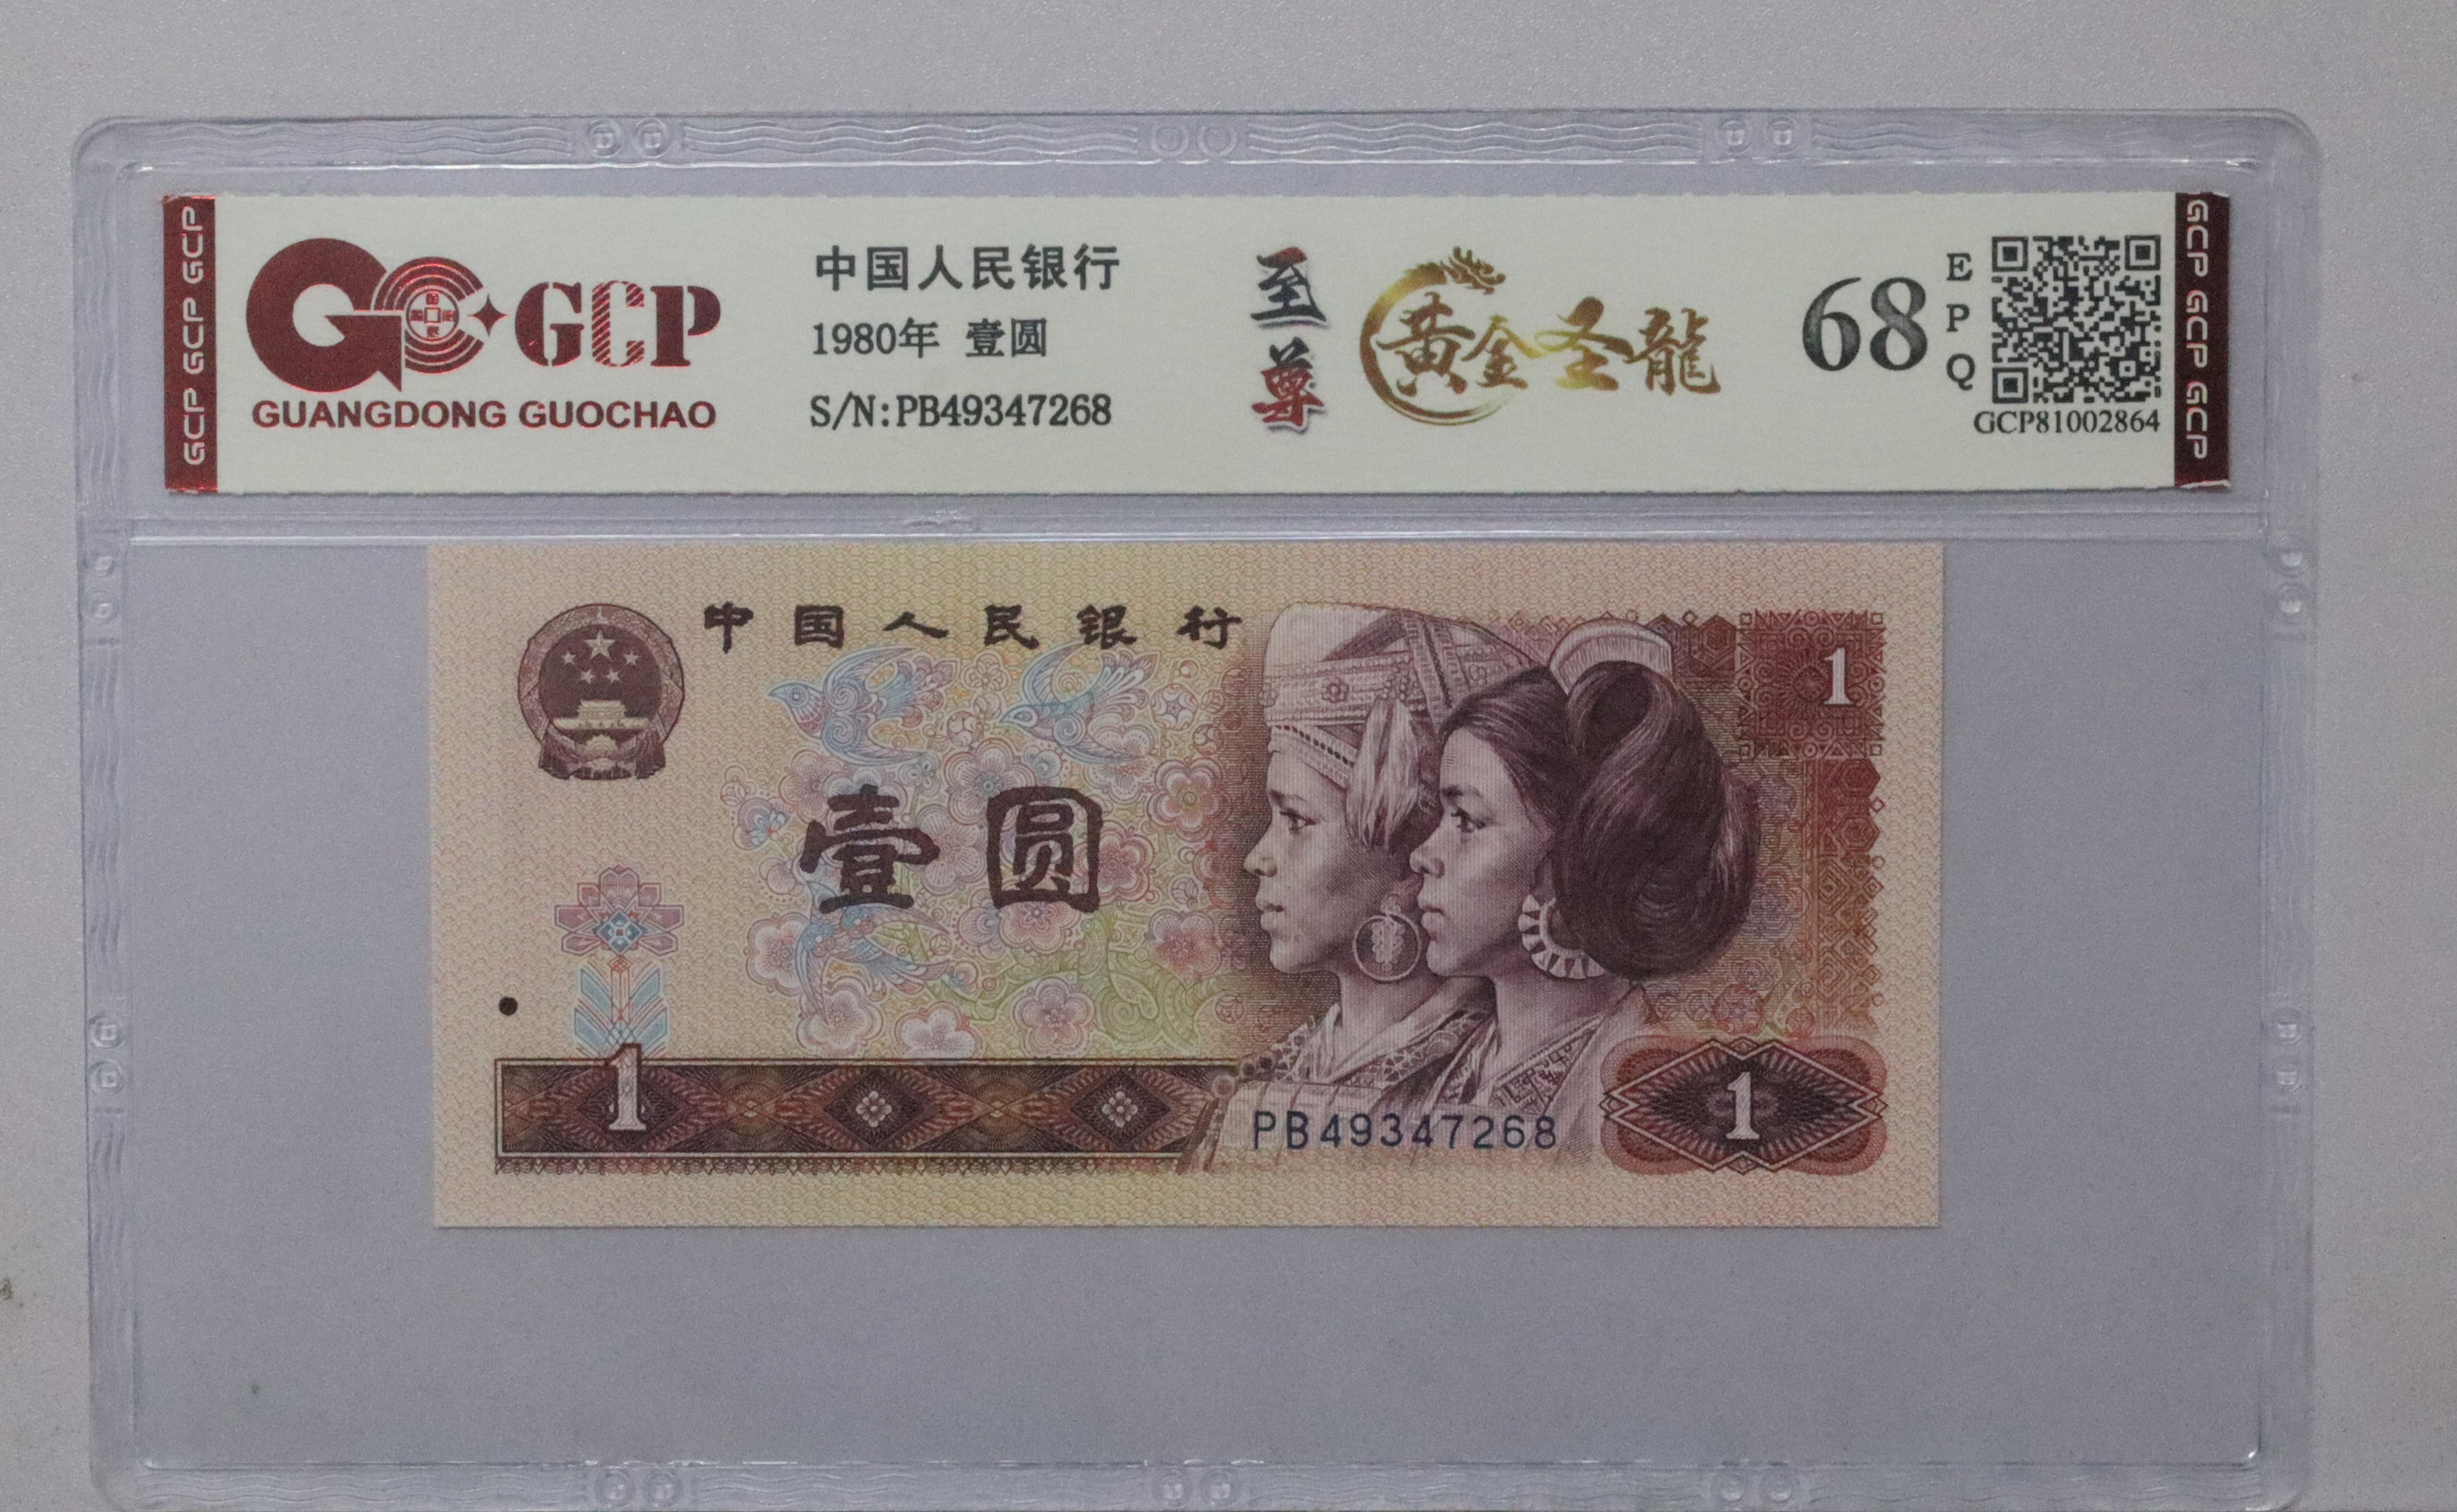 GCP GCP GCP
GCP
GUANGDONG GUOCHAO
中国人民银行
1980年 壹圆
S/N:PB49347268
至尊
黄金圣龍
68
EPQ
GCP81002864
GCP GCP GCP
中国人民银行
1
壹圆
1
PB49347268
1